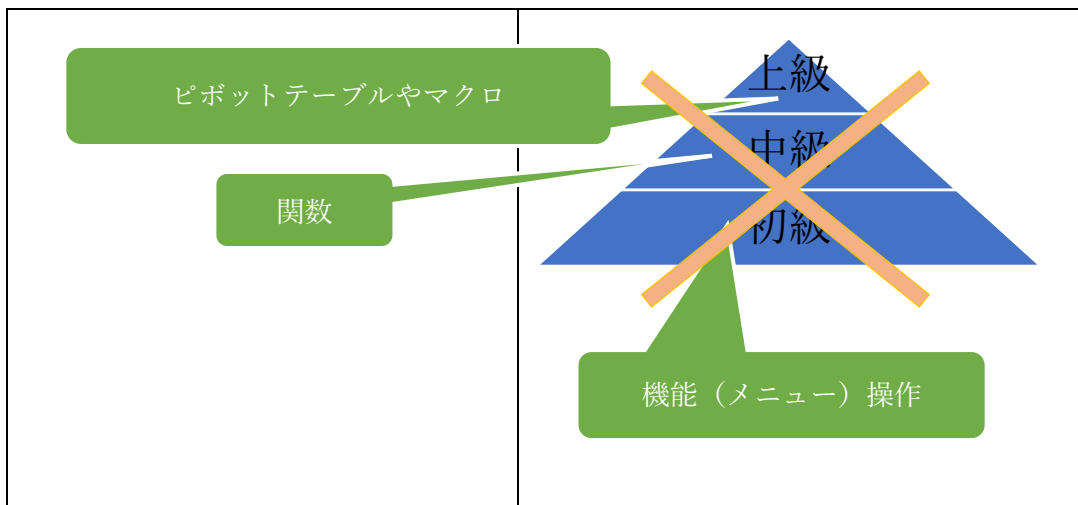 上級
ピボットテーブルやマクロ
中級
関数
初級
機能（メニュー）操作